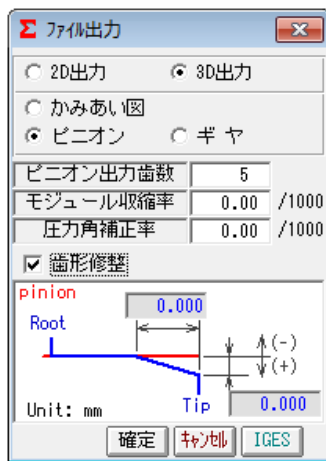 Σ ファイル出力
2D出力 3D出力
かみあい図
ピニオン ギヤ
ピニオン出力歯数 5
モジュール収縮率 0.00 /1000
圧力角補正率 0.00 /1000
歯形修整
pinion
0.000
Root
(-)
(+)
Tip 0.000
Unit: mm
確定 キャンセル IGES